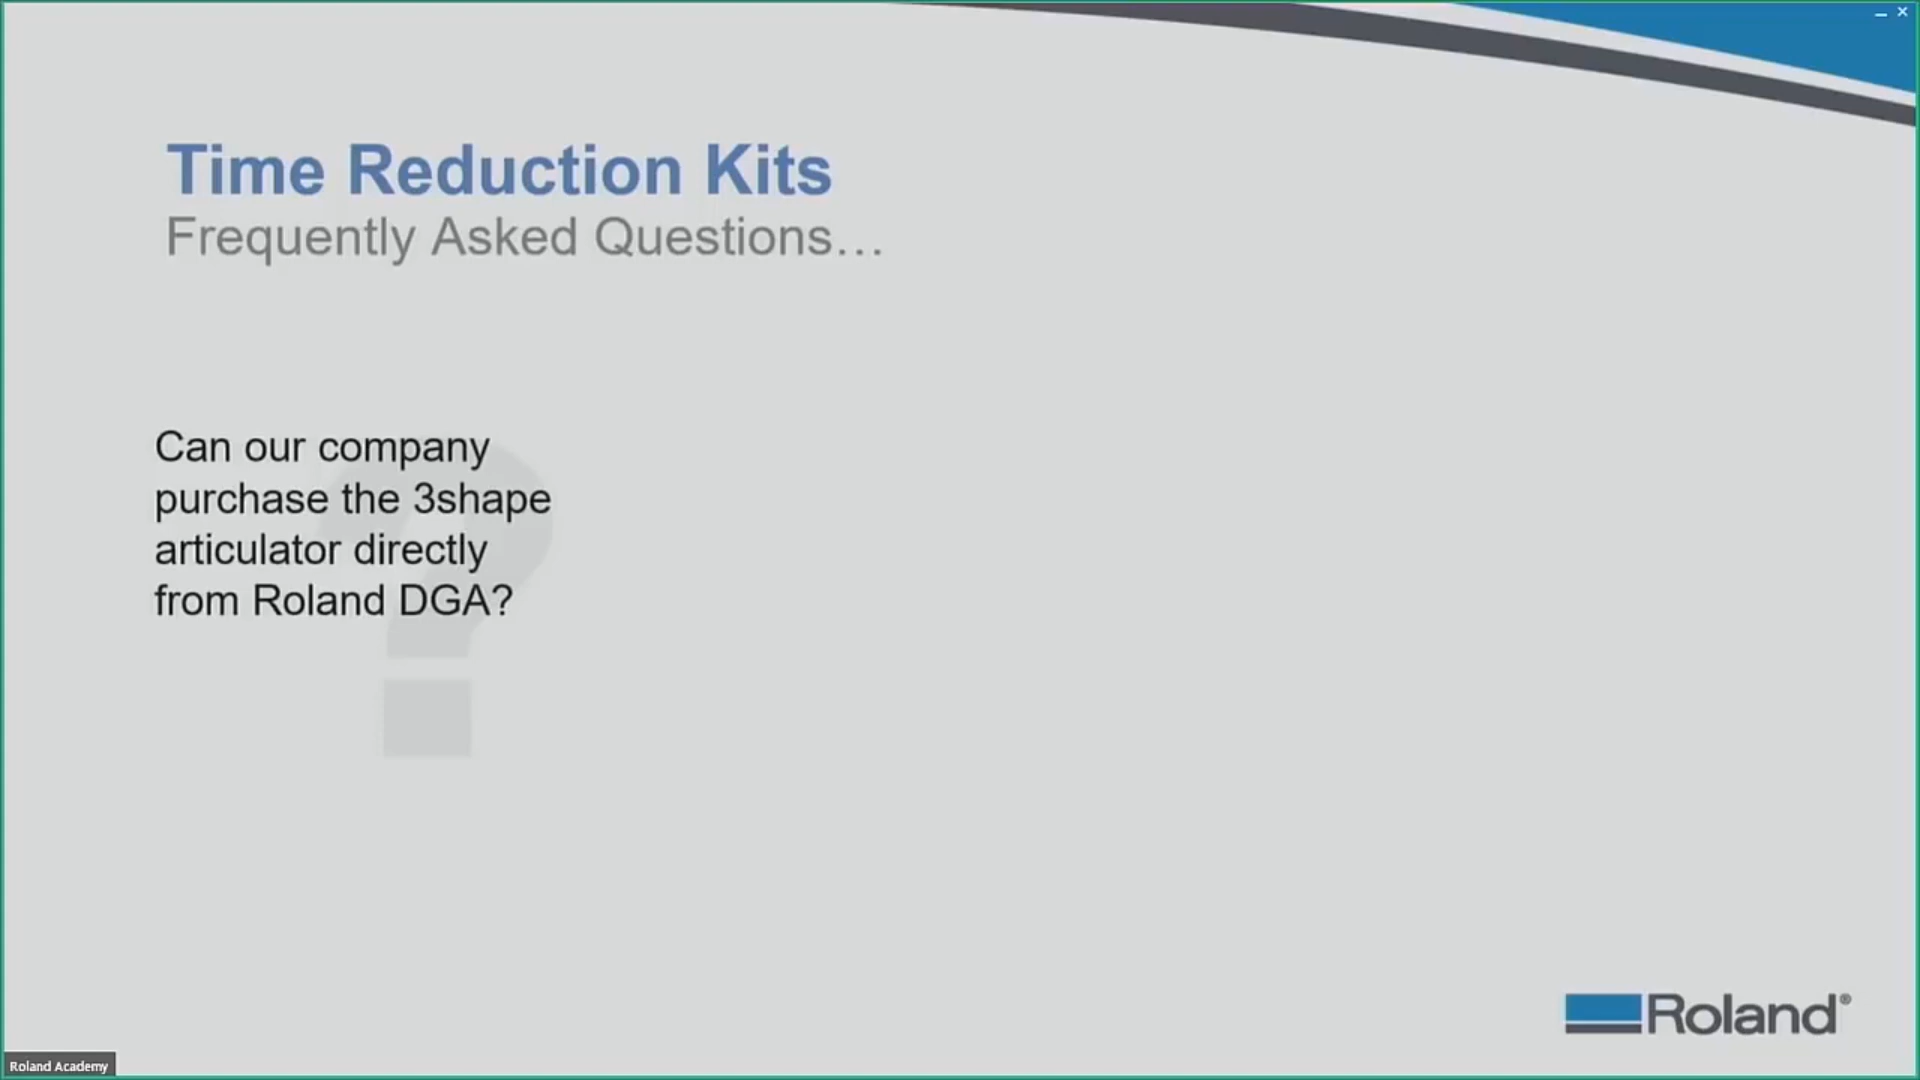 Time Reduction Kits
Frequently Asked Questions…
Can our company
purchase the 3shape
articulator directly
from Roland DGA?
?
Roland®
Roland Academy